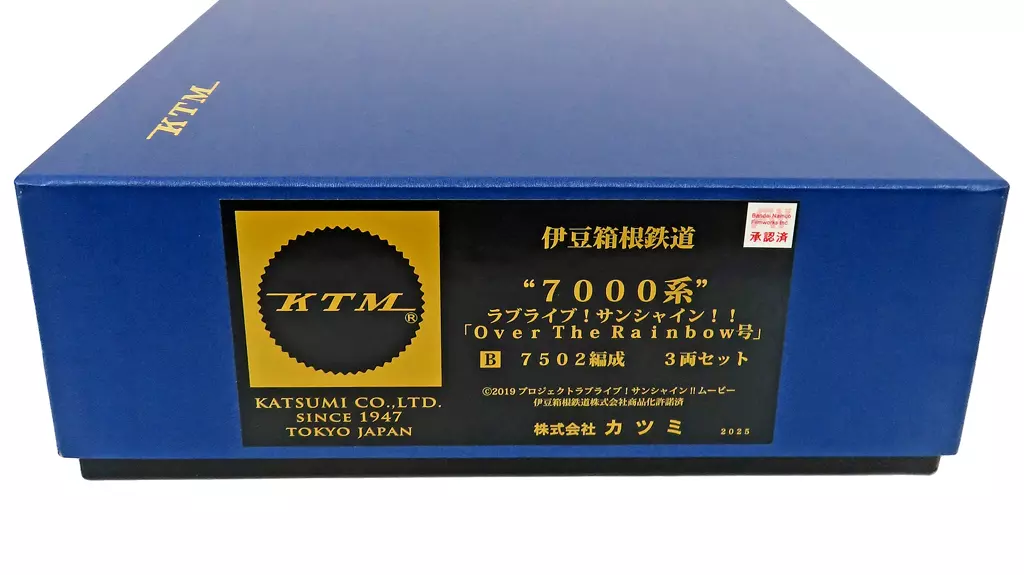 KTM
KTM®
KATSUMI CO.,LTD.
SINCE 1947
TOKYO JAPAN
伊豆箱根鉄道
“７０００系”
ラブライブ！サンシャイン！！
「Ｏｖｅｒ Ｔｈｅ Ｒａｉｎｂｏｗ号」
B ７５０２編成 ３両セット
©2019 プロジェクトラブライブ！サンシャイン!!ムービー
伊豆箱根鉄道株式会社商品化許諾済
株式会社 カツミ 2025
Bandai Namco
Filmworks Inc.
承認済